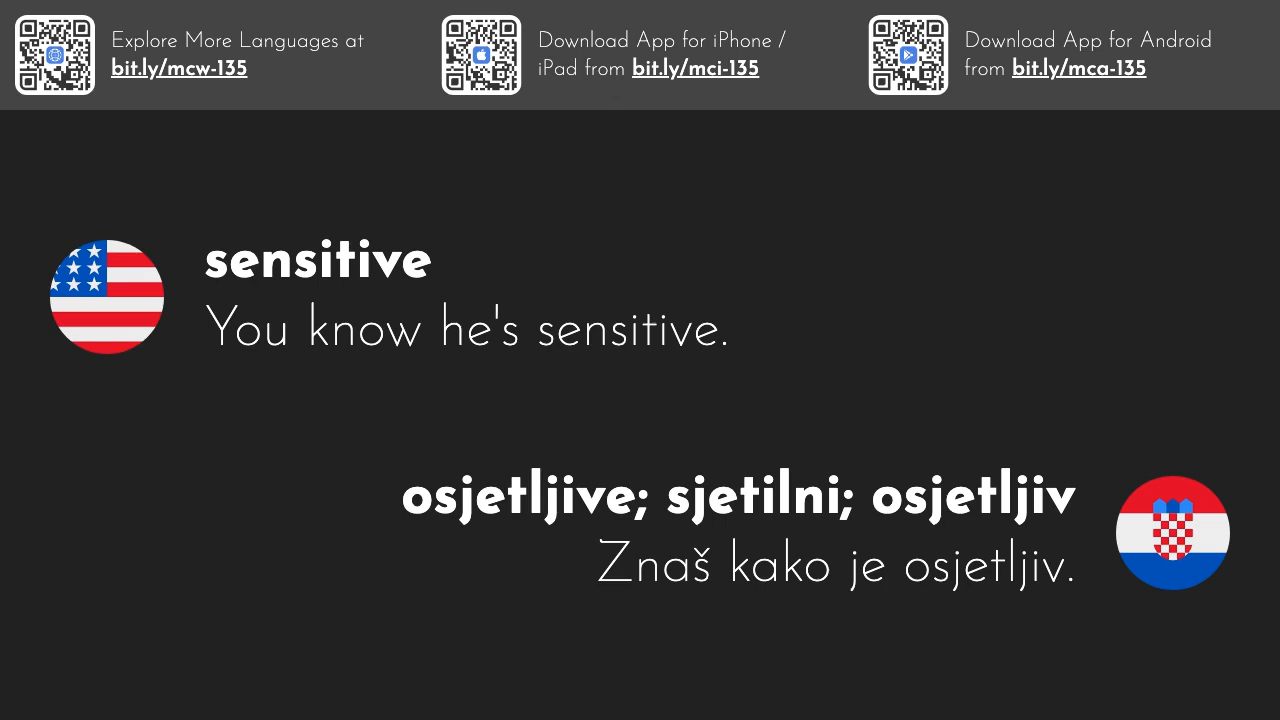 Explore More Languages at
bit.ly/mcw-135
Download App for iPhone /
iPad from bit.ly/mci-135
Download App for Android
from bit.ly/mca-135
sensitive
You know he's sensitive.
osjetljive; sjetilni; osjetljiv
Znaš kako je osjetljiv.